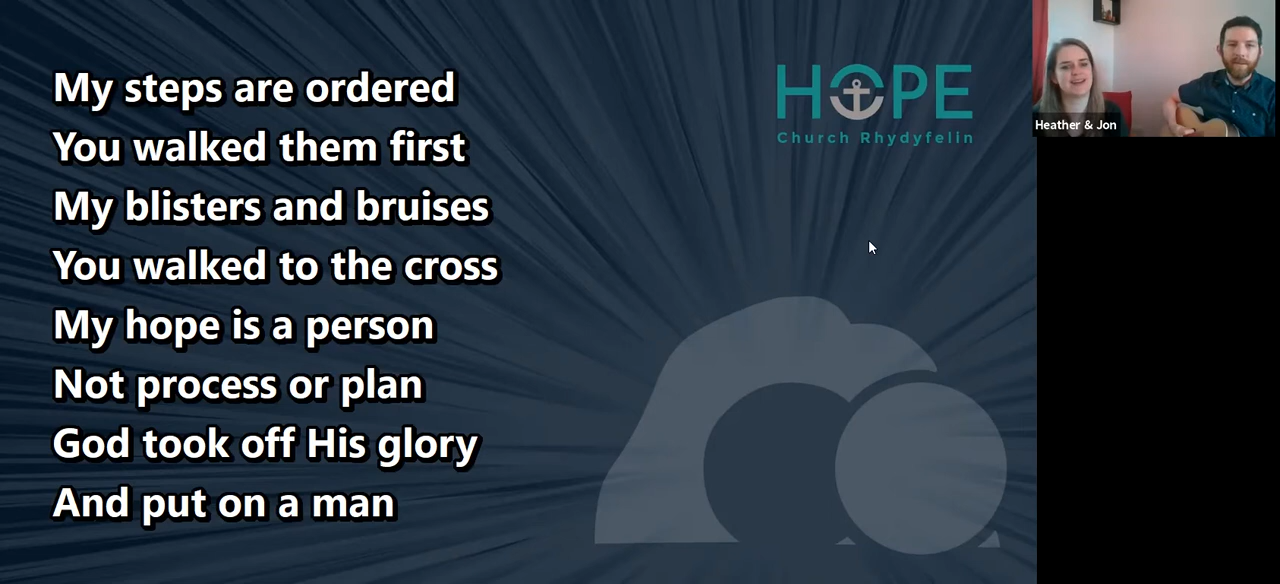 My steps are ordered
You walked them first
My blisters and bruises
You walked to the cross
My hope is a person
Not process or plan
God took off His glory
And put on a man
HOPE
Church Rhydyfelin
Heather & Jon